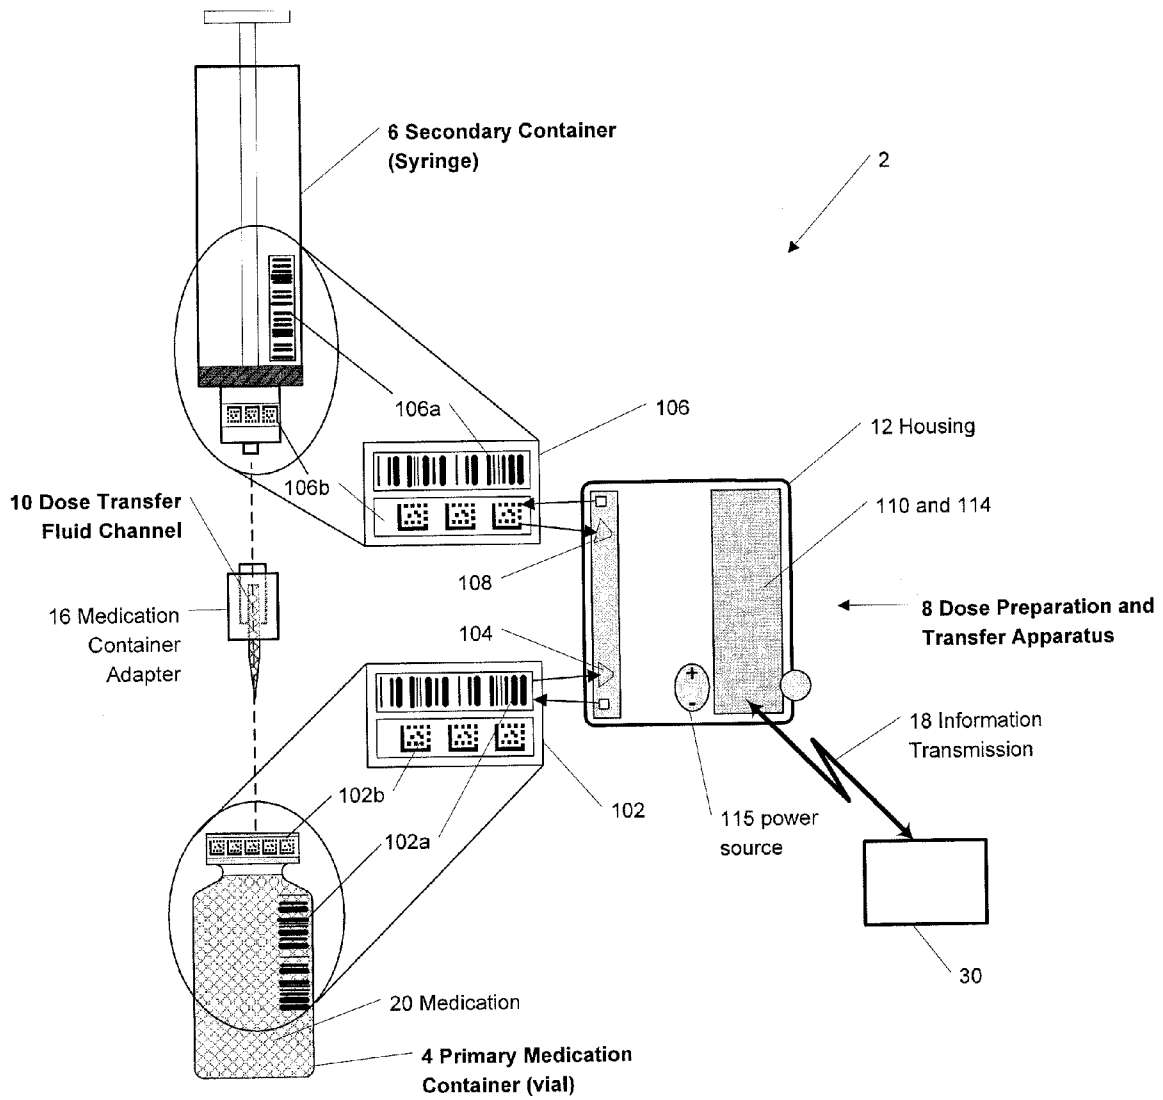 6 Secondary Container
(Syringe)
2
106a
106
12 Housing
106b
10 Dose Transfer
Fluid Channel
110 and 114
108
16 Medication
Container
Adapter
104
8 Dose Preparation and
Transfer Apparatus
+
-
18 Information
Transmission
102b
102
115 power
source
102a
30
20 Medication
4 Primary Medication
Container (vial)